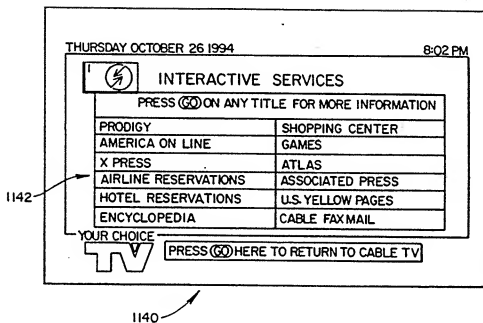 THURSDAY OCTOBER 26 1994 8:02 PM
INTERACTIVE SERVICES
PRESS GO ON ANY TITLE FOR MORE INFORMATION
PRODIGY SHOPPING CENTER
AMERICA ON LINE GAMES
X PRESS ATLAS
AIRLINE RESERVATIONS ASSOCIATED PRESS
1142 HOTEL RESERVATIONS U.S. YELLOW PAGES
ENCYCLOPEDIA CABLE FAXMAIL
YOUR CHOICE
TV PRESS GO HERE TO RETURN TO CABLE TV
1140